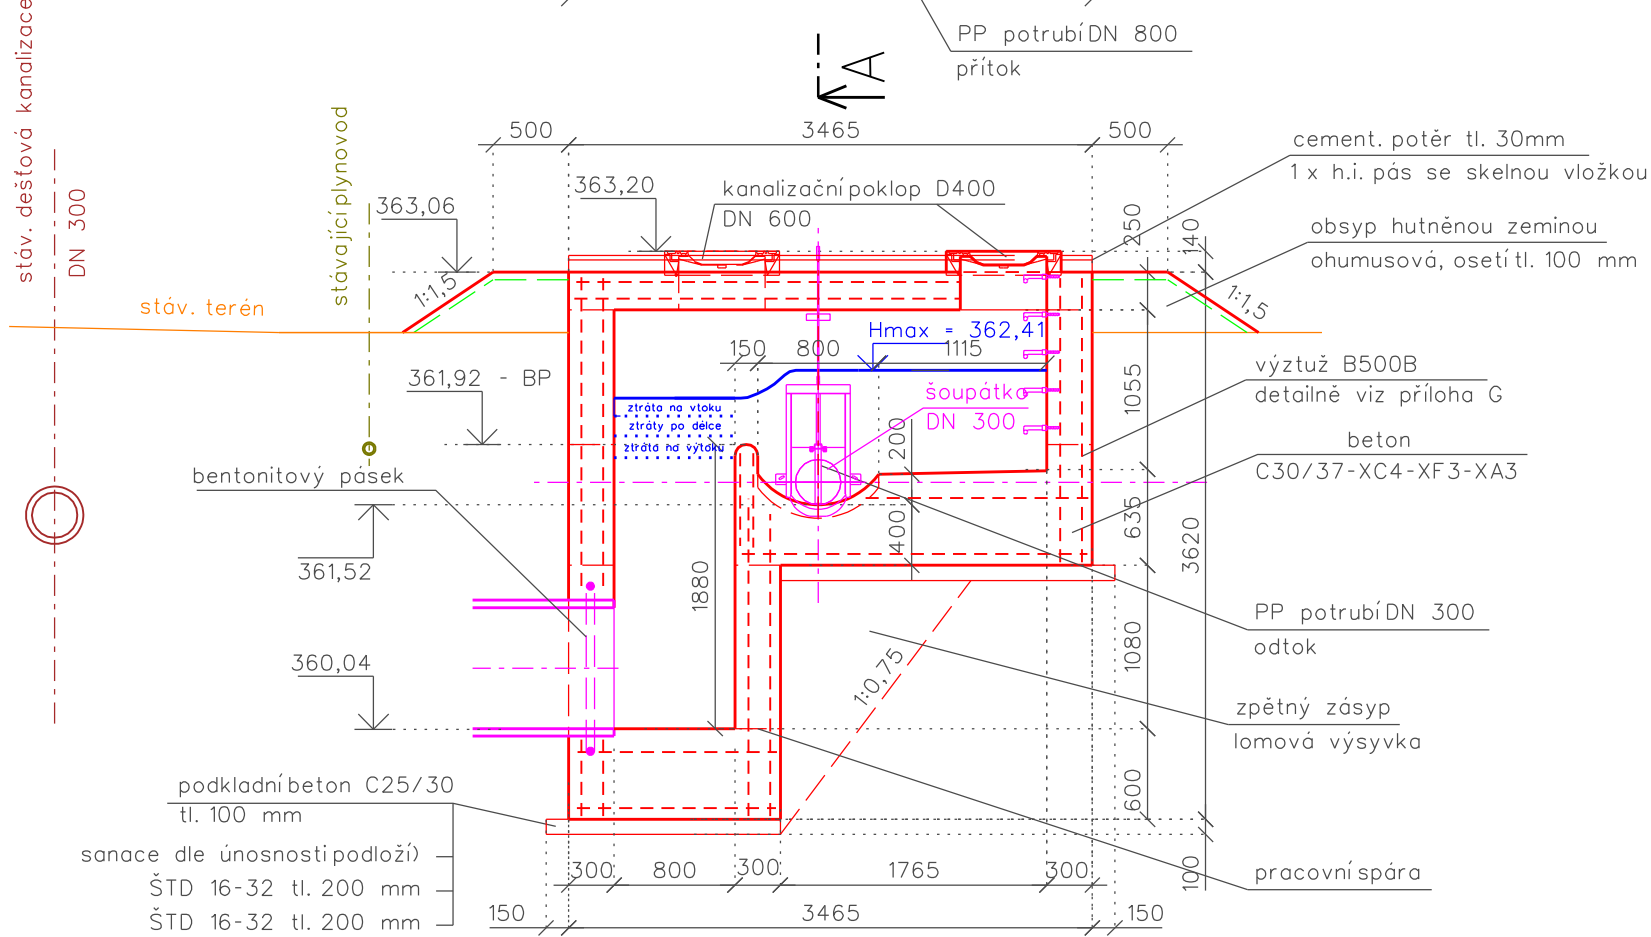 PP potrubí DN 800
přítok
A
stáv. dešťová kanalizace
DN 300
stávající plynovod
500
3465
500
cement. potěr tl. 30mm
1 x h.i. pás se skelnou vložkou
363,20
kanalizační poklop D400
DN 600
363,06
250
140
obsyp hutněnou zeminou
ohumusová, osetí tl. 100 mm
1:1,5
1:1,5
stáv. terén
Hmax = 362,41
150
800
1115
361,92 - BP
výztuž B500B
detailně viz příloha G
1055
šoupátko
DN 300
ztráta na vtoku
ztráty po délce
ztráta na výtoku
200
beton
C30/37-XC4-XF3-XA3
bentonitový pásek
400
635
3620
361,52
1880
PP potrubí DN 300
odtok
1080
360,04
1:0,75
zpětný zásyp
lomová výsyvka
podkladní beton C25/30
tl. 100 mm
600
sanace dle únosnosti podloží)
ŠTD 16-32 tl. 200 mm
ŠTD 16-32 tl. 200 mm
300
800
300
1765
300
100
pracovní spára
150
3465
150